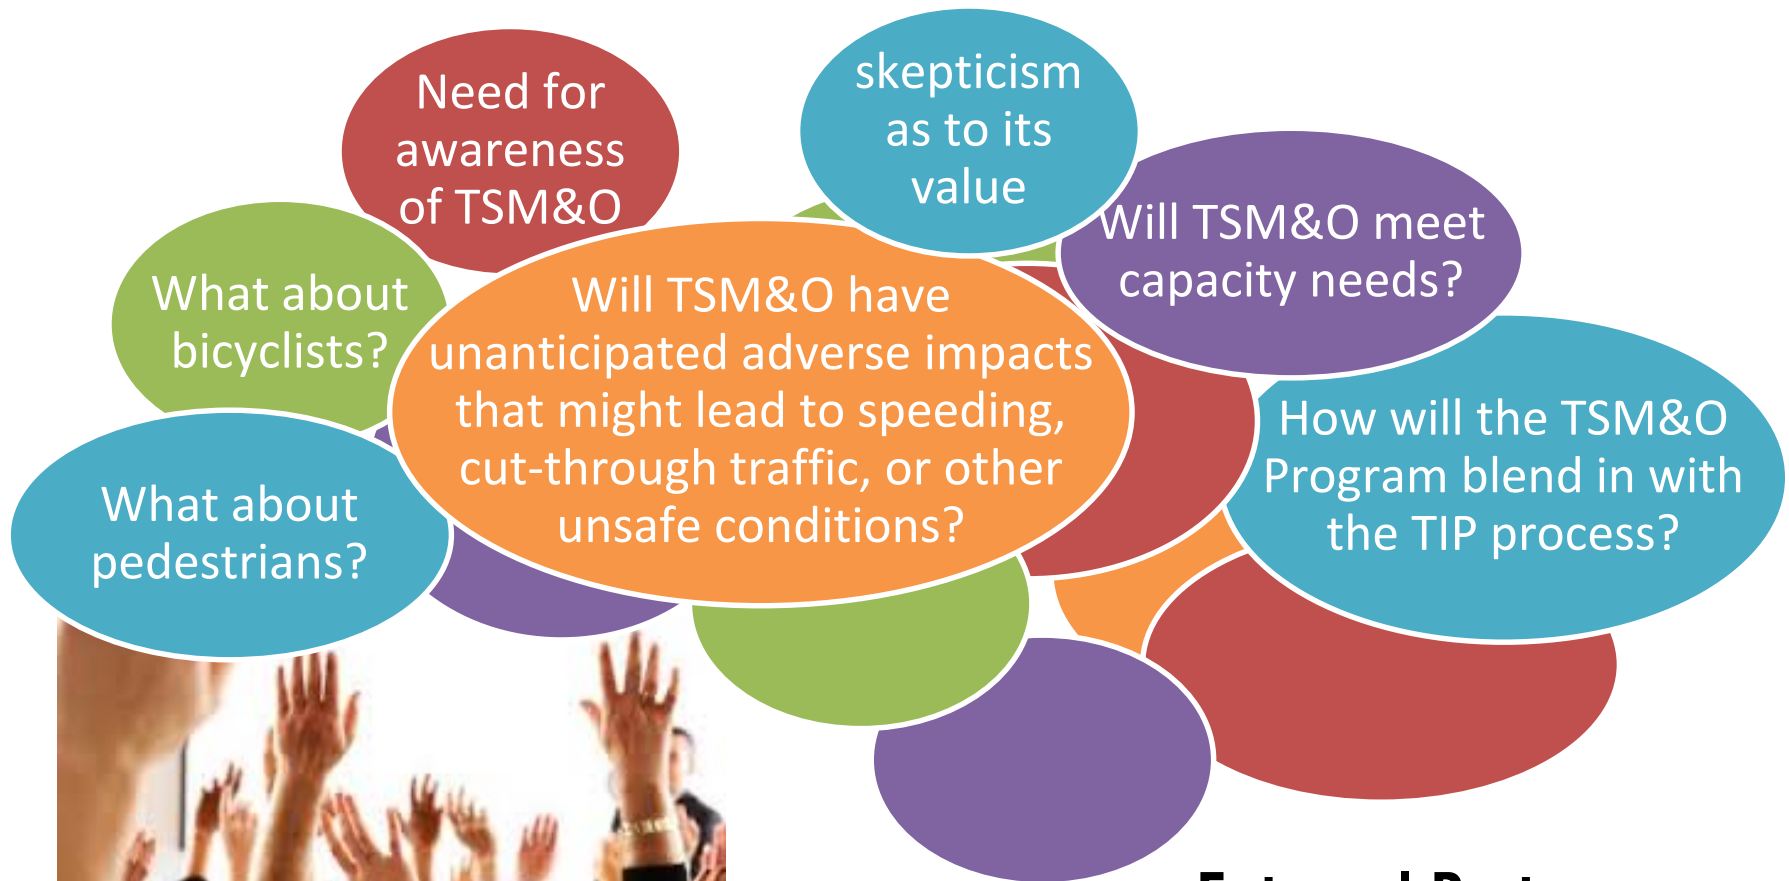 Need for
awareness
of TSM&O
skepticism
as to its
value
Will TSM&O meet
capacity needs?
What about
bicyclists?
Will TSM&O have
unanticipated adverse impacts
that might lead to speeding,
cut-through traffic, or other
unsafe conditions?
How will the TSM&O
Program blend in with
the TIP process?
What about
pedestrians?